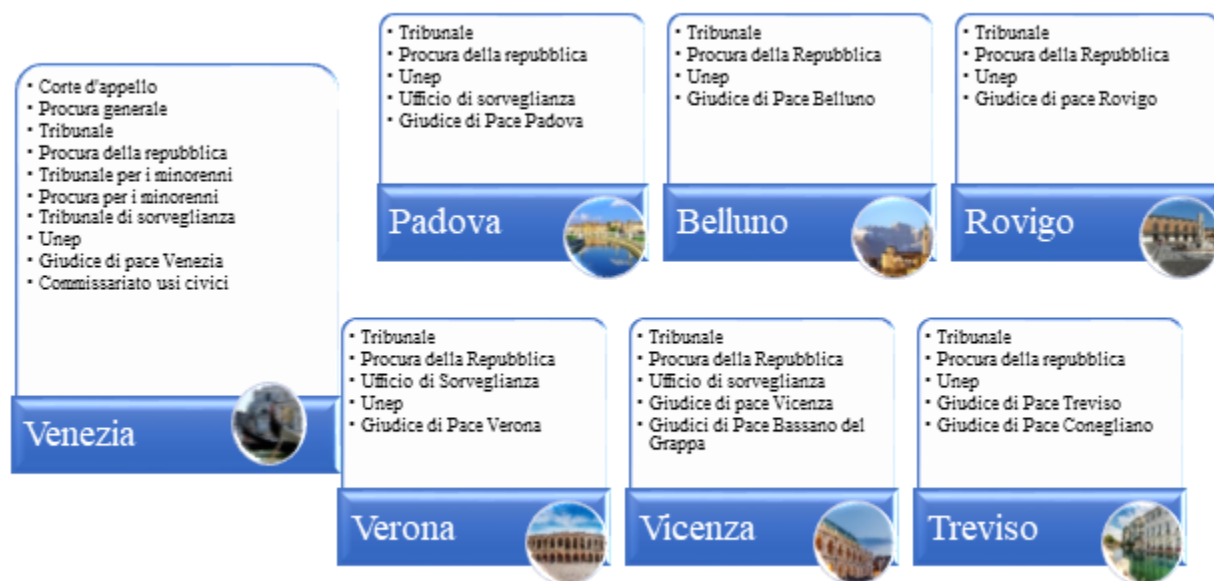 • Corte d'appello
• Procura generale
• Tribunale
• Procura della repubblica
• Tribunale per i minorenni
• Procura per i minorenni
• Tribunale di sorveglianza
• Unep
• Giudice di pace Venezia
• Commissariato usi civici
Venezia
• Tribunale
• Procura della repubblica
• Unep
• Ufficio di sorveglianza
• Giudice di Pace Padova
Padova
• Tribunale
• Procura della Repubblica
• Unep
• Giudice di Pace Belluno
Belluno
• Tribunale
• Procura della Repubblica
• Unep
• Giudice di pace Rovigo
Rovigo
• Tribunale
• Procura della Repubblica
• Ufficio di Sorveglianza
• Unep
• Giudice di Pace Verona
Verona
• Tribunale
• Procura della Repubblica
• Ufficio di sorveglianza
• Giudice di pace Vicenza
• Giudici di Pace Bassano del
Grappa
Vicenza
• Tribunale
• Procura della repubblica
• Unep
• Giudice di Pace Treviso
• Giudice di Pace Conegliano
Treviso